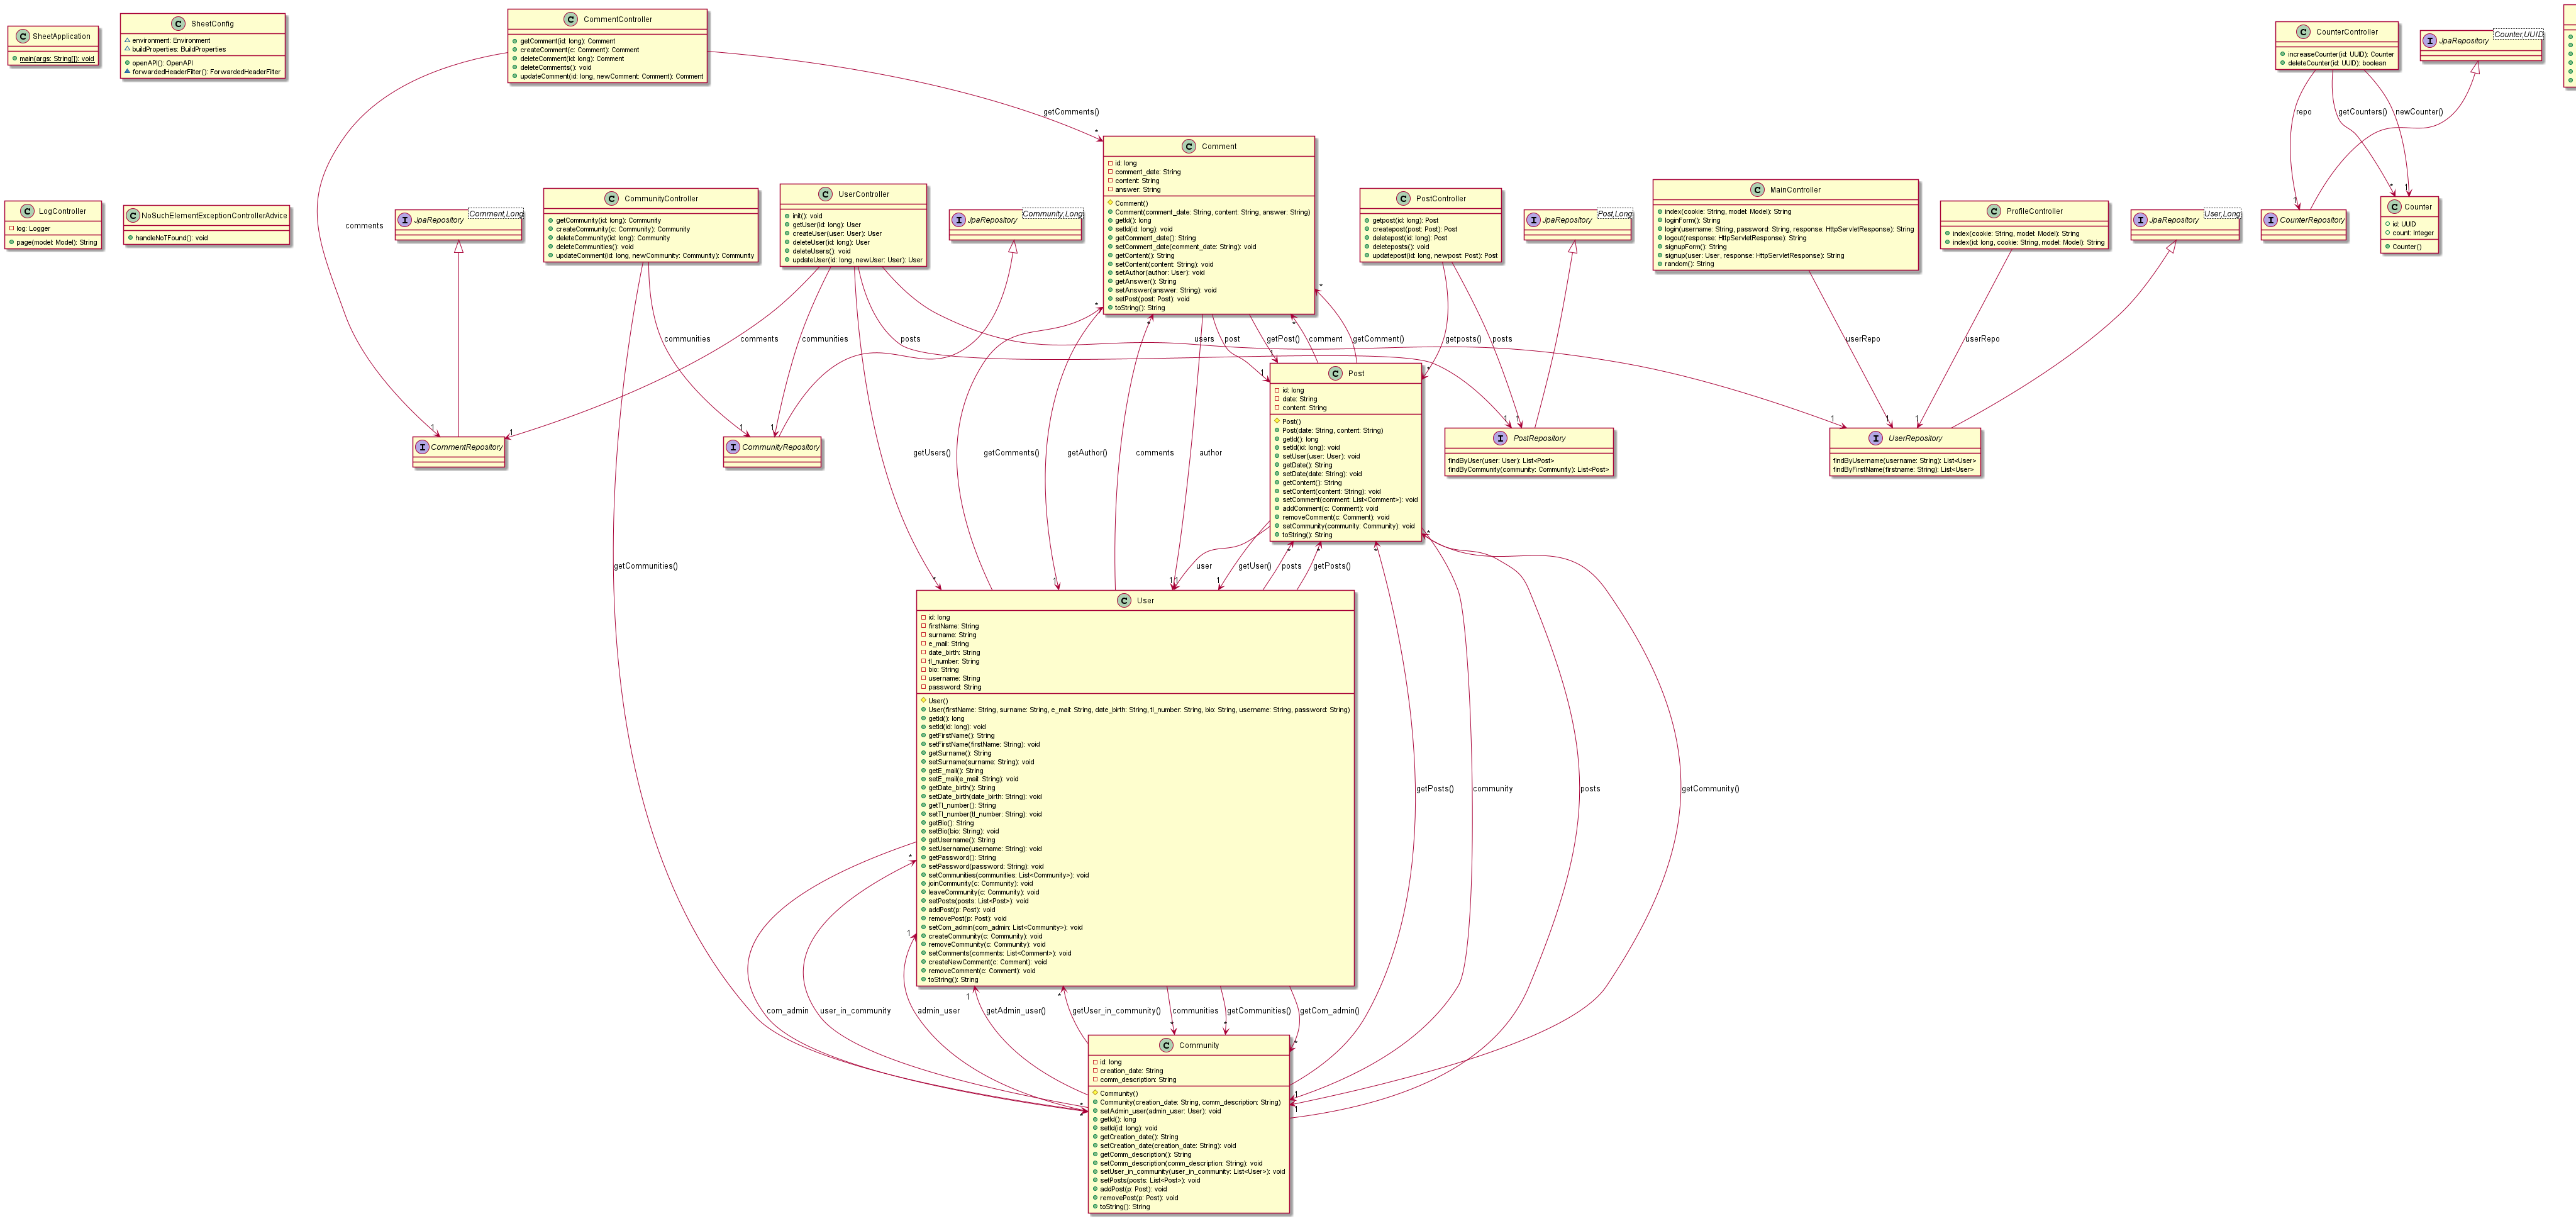 SheetApplication
main(args: String[]): void
SheetConfig
environment: Environment
buildProperties: BuildProperties
openAPI(): OpenAPI
forwardedHeaderFilter(): ForwardedHeaderFilter
CommentController
getComment(id: long): Comment
createComment(c: Comment): Comment
deleteComment(id: long): Comment
deleteComments(): void
updateComment(id: long, newComment: Comment): Comment
CounterController
increaseCounter(id: UUID): Counter
deleteCounter(id: UUID): boolean
JpaRepository
Counter,UUID
getComments()
*
repo
getCounters()
newCounter()
Comment
id: long
comment_date: String
content: String
answer: String
Comment()
Comment(comment_date: String, content: String, answer: String)
getId(): long
setId(id: long): void
getComment_date(): String
setComment_date(comment_date: String): void
getContent(): String
setContent(content: String): void
setAuthor(author: User): void
getAnswer(): String
setAnswer(answer: String): void
setPost(post: Post): void
toString(): String
LogController
log: Logger
page(model: Model): String
NoSuchElementExceptionControllerAdvice
handleNoTFound(): void
comments
JpaRepository
Comment,Long
CommunityController
getCommunity(id: long): Community
createCommunity(c: Community): Community
deleteCommunity(id: long): Community
deleteCommunities(): void
updateComment(id: long, newCommunity: Community): Community
UserController
init(): void
getUser(id: long): User
createUser(user: User): User
deleteUser(id: long): User
deleteUsers(): void
updateUser(id: long, newUser: User): User
JpaRepository
Community,Long
PostController
getpost(id: long): Post
createpost(post: Post): Post
deletepost(id: long): Post
deleteposts(): void
updatepost(id: long, newpost: Post): Post
JpaRepository
Post,Long
MainController
index(cookie: String, model: Model): String
loginForm(): String
login(username: String, password: String, response: HttpServletResponse): String
logout(response: HttpServletResponse): String
signupForm(): String
signup(user: User, response: HttpServletResponse): String
random(): String
ProfileController
index(cookie: String, model: Model): String
index(id: long, cookie: String, model: Model): String
JpaRepository
User,Long
1
CounterRepository
*
1
Counter
id: UUID
count: Integer
Counter()
*
*
*
*
communities
comments
communities
posts
users
post
getPost()
comment
getComment()
getposts()
posts
userRepo
userRepo
1
1
*
Post
id: long
date: String
content: String
Post()
Post(date: String, content: String)
getId(): long
setId(id: long): void
setUser(user: User): void
getDate(): String
setDate(date: String): void
getContent(): String
setContent(content: String): void
setComment(comment: List<Comment>): void
addComment(c: Comment): void
removeComment(c: Comment): void
setCommunity(community: Community): void
toString(): String
1
1
CommentRepository
1
1
CommunityRepository
1
1
PostRepository
findByUser(user: User): List<Post>
findByCommunity(community: Community): List<Post>
1
1
1
UserRepository
findByUsername(username: String): List<User>
findByFirstName(firstname: String): List<User>
getUsers()
getComments()
getAuthor()
comments
author
getCommunities()
user
getUser()
posts
getPosts()
*
*
*
*
*
1
1
1
1
User
id: long
firstName: String
surname: String
e_mail: String
date_birth: String
tl_number: String
bio: String
username: String
password: String
User()
User(firstName: String, surname: String, e_mail: String, date_birth: String, tl_number: String, bio: String, username: String, password: String)
getId(): long
setId(id: long): void
getFirstName(): String
setFirstName(firstName: String): void
getSurname(): String
setSurname(surname: String): void
getE_mail(): String
setE_mail(e_mail: String): void
getDate_birth(): String
setDate_birth(date_birth: String): void
getTl_number(): String
setTl_number(tl_number: String): void
getBio(): String
setBio(bio: String): void
getUsername(): String
setUsername(username: String): void
getPassword(): String
setPassword(password: String): void
setCommunities(communities: List<Community>): void
joinCommunity(c: Community): void
leaveCommunity(c: Community): void
setPosts(posts: List<Post>): void
addPost(p: Post): void
removePost(p: Post): void
setCom_admin(com_admin: List<Community>): void
createCommunity(c: Community): void
removeCommunity(c: Community): void
setComments(comments: List<Comment>): void
createNewComment(c: Comment): void
removeComment(c: Comment): void
toString(): String
getPosts()
community
posts
getCommunity()
*
1
1
*
com_admin
user_in_community
admin_user
getAdmin_user()
getUser_in_community()
communities
getCommunities()
getCom_admin()
*
*
*
*
*
1
1
Community
id: long
creation_date: String
comm_description: String
Community()
Community(creation_date: String, comm_description: String)
setAdmin_user(admin_user: User): void
getId(): long
setId(id: long): void
getCreation_date(): String
setCreation_date(creation_date: String): void
getComm_description(): String
setComm_description(comm_description: String): void
setUser_in_community(user_in_community: List<User>): void
setPosts(posts: List<Post>): void
addPost(p: Post): void
removePost(p: Post): void
toString(): String